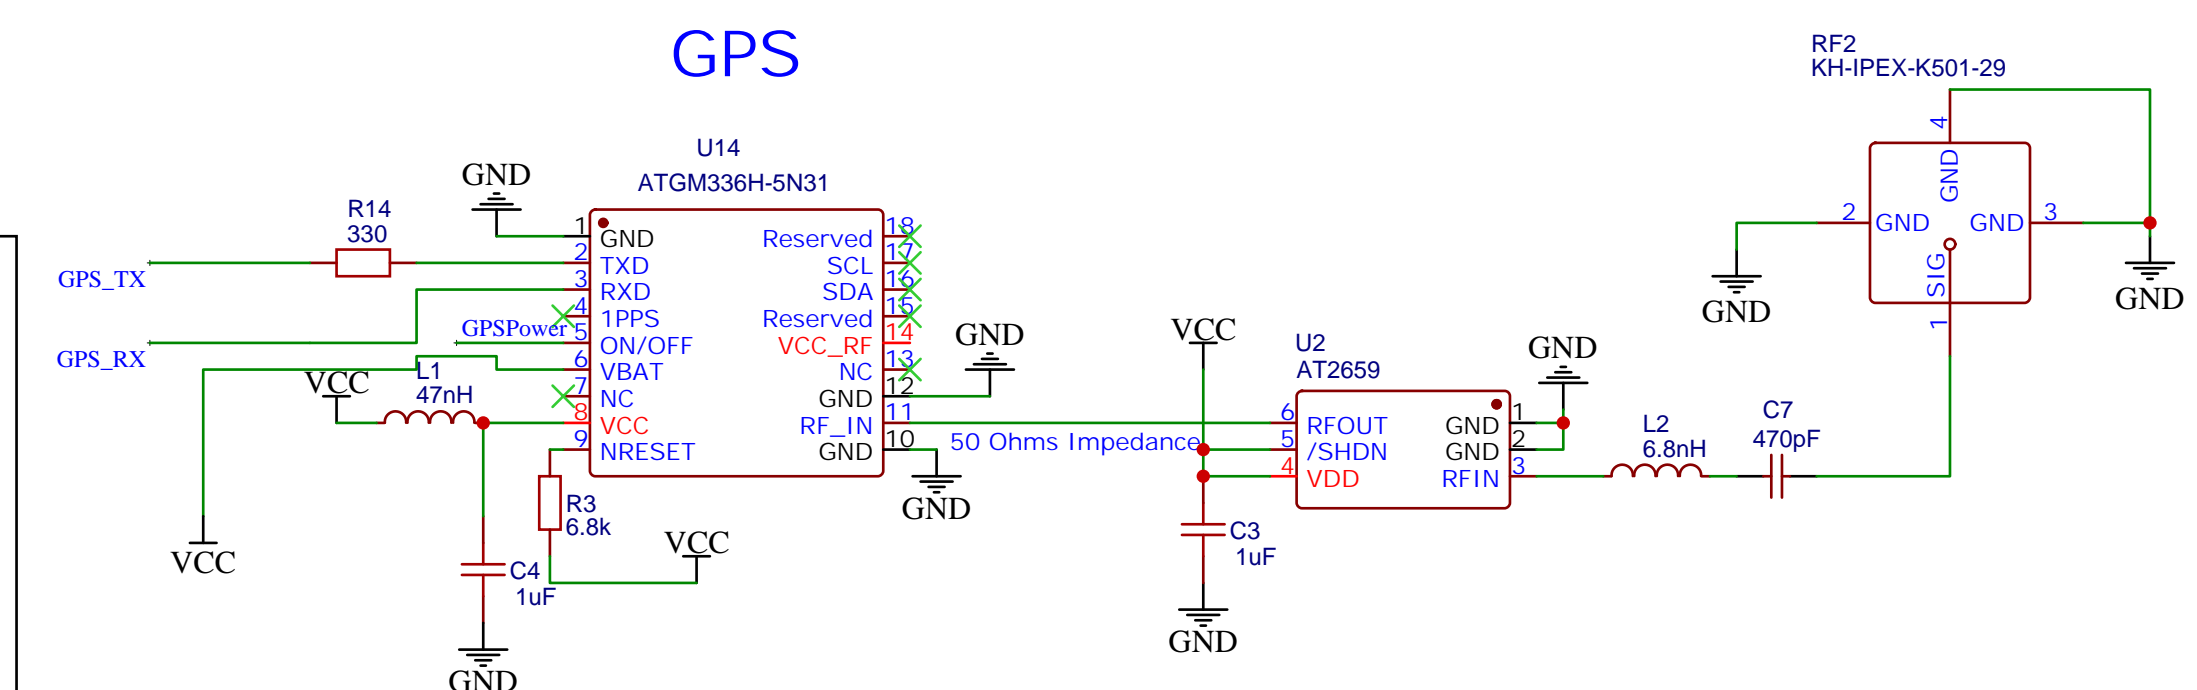 GPS
RF2
KH-IPEX-K501-29
U14
ATGM336H-5N31
GND
R14
330
GPS_TX
GPS_RX
GPSPower
1 GND
2 TXD
3 RXD
4 1PPS
5 ON/OFF
6 VBAT
7 NC
8 VCC
9 NRESET
Reserved 18
SCL 17
SDA 16
Reserved 15
VCC_RF 14
NC 13
GND 12
RF_IN 11
GND 10
VCC
L1
47nH
VCC
R3
6.8k
VCC
C4
1uF
GND
GND
GND
50 Ohms Impedance
VCC
U2
AT2659
GND
6 RFOUT
5 /SHDN
4 VDD
GND 1
GND 2
RFIN 3
C3
1uF
GND
L2
6.8nH
C7
470pF
4
GND
2 GND
GND 3
SIG
1
GND
GND